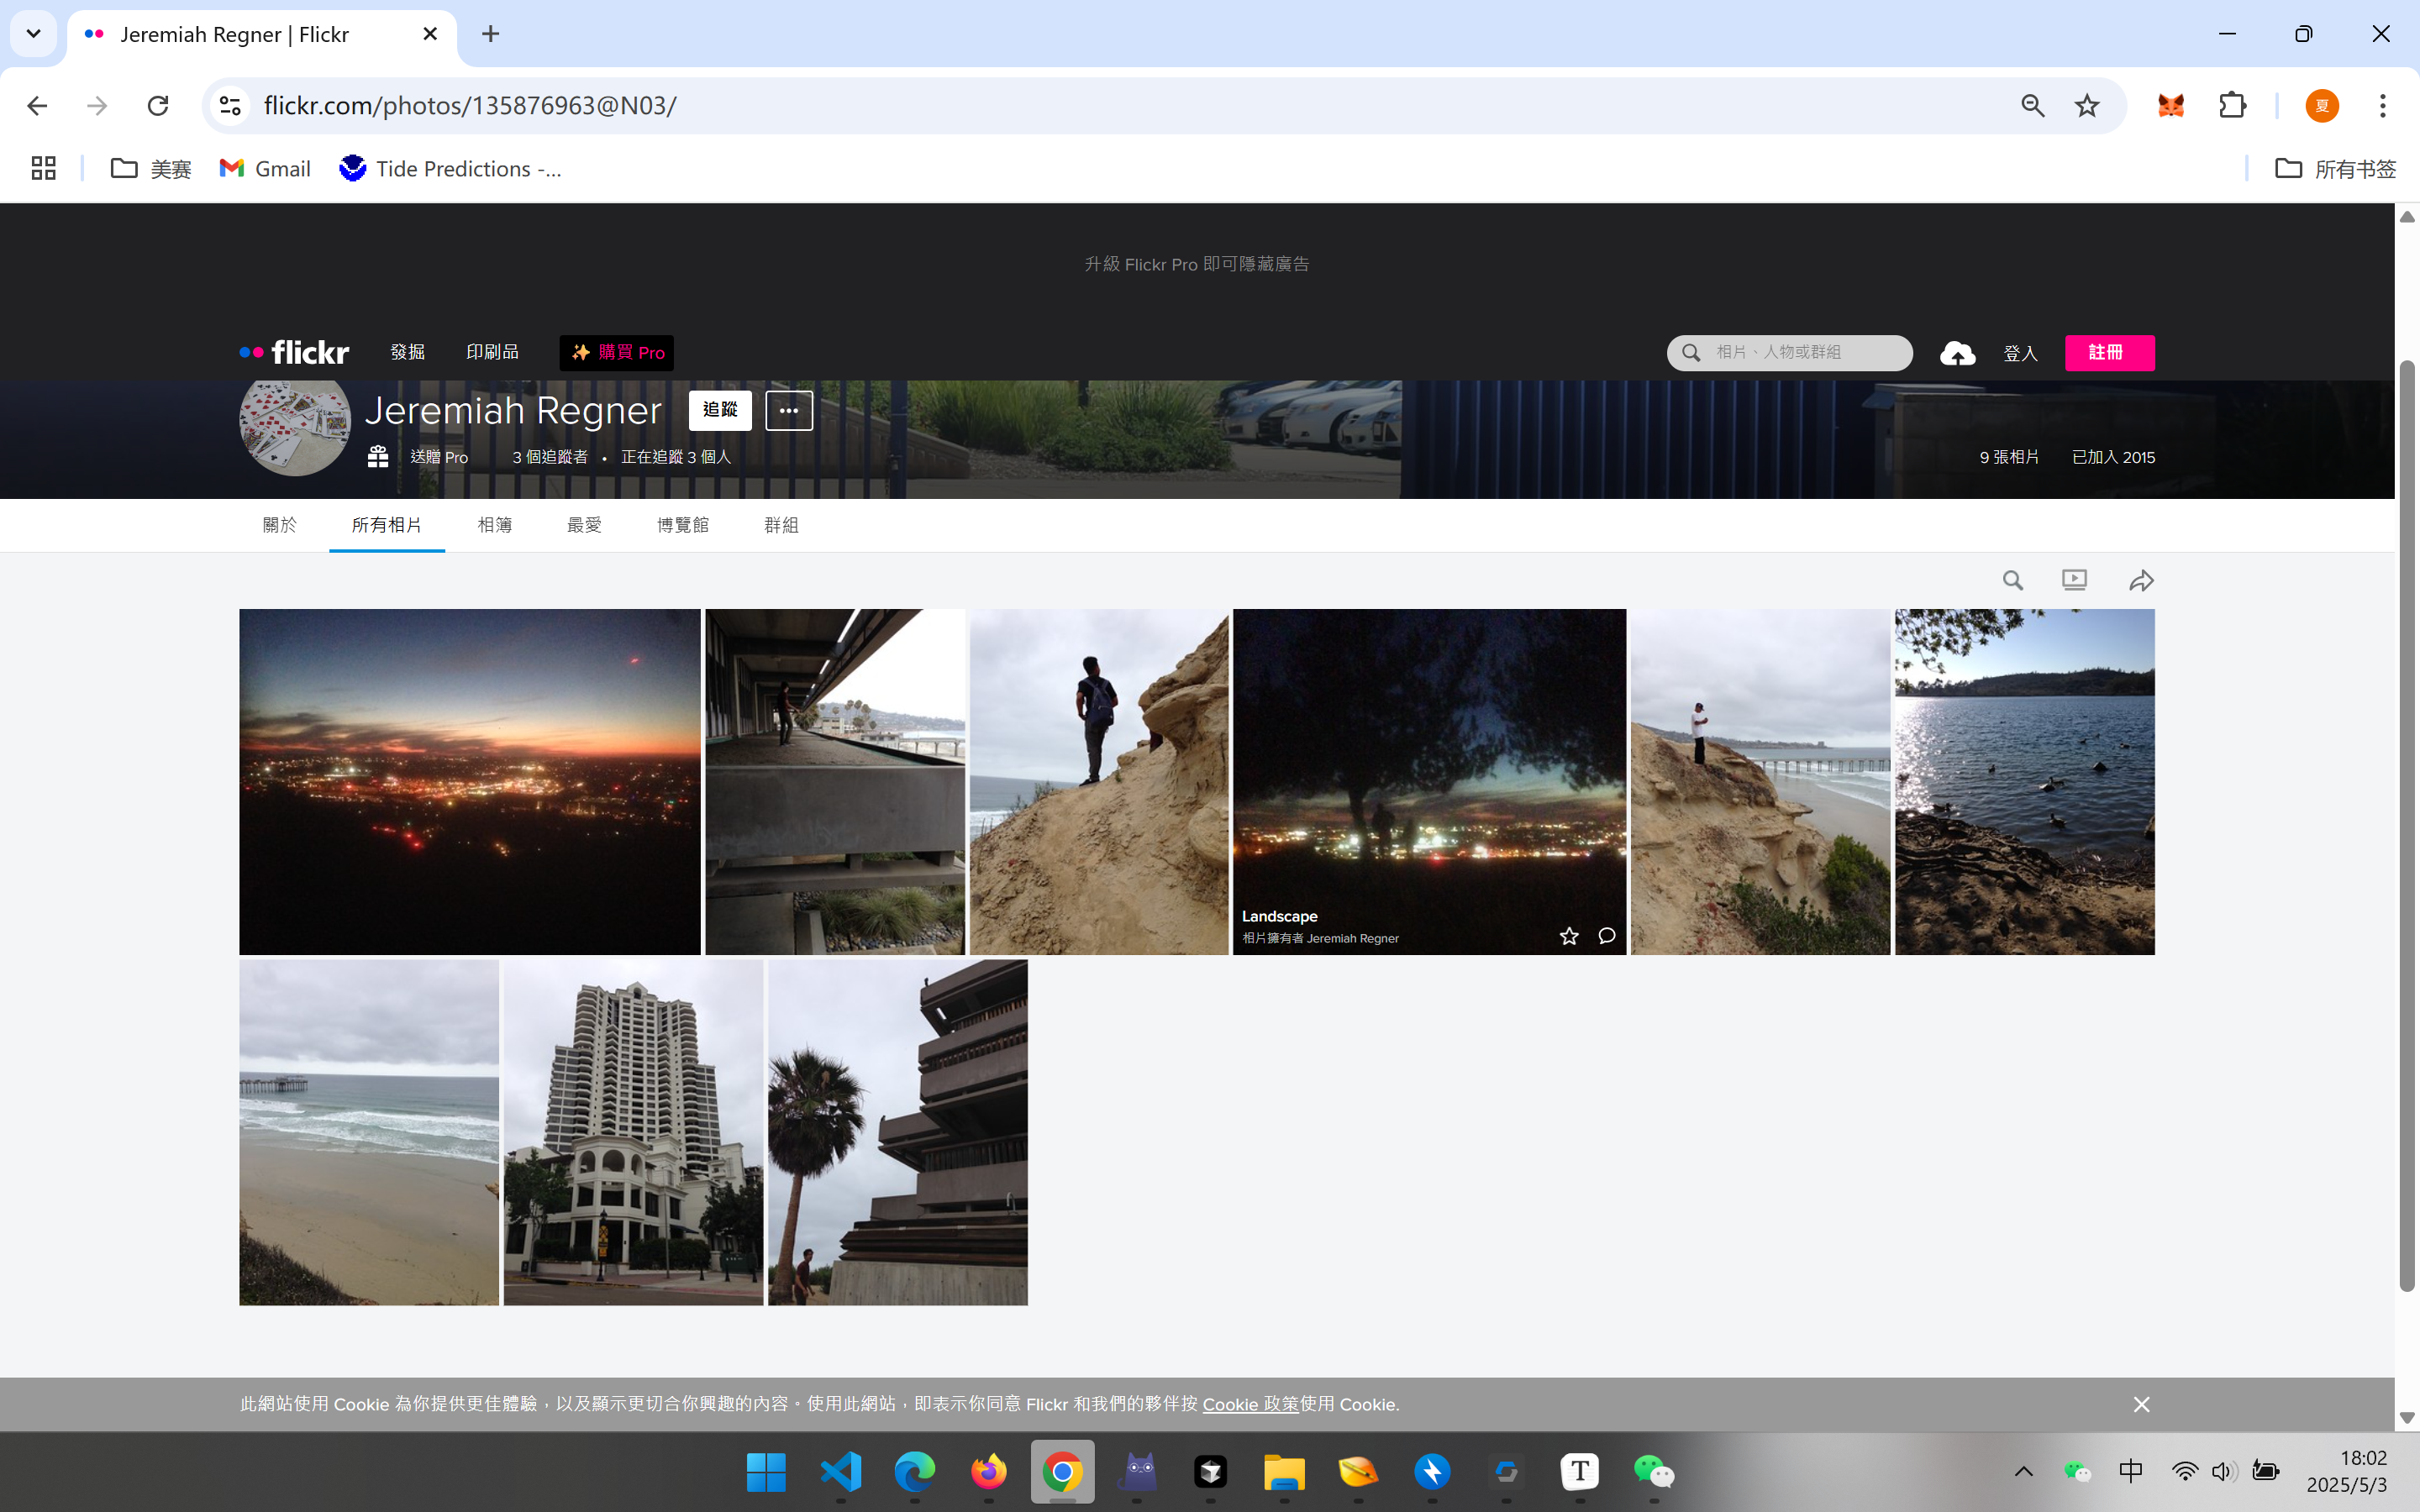 Jeremiah Regner | Flickr
flickr.com/photos/135876963@N03/
夏
美赛
Gmail
Tide Predictions -...
所有书签
升級 Flickr Pro 即可隱藏廣告
flickr
發掘
印刷品
購買 Pro
相片、人物或群組
登入
註冊
Jeremiah Regner
追蹤
送贈 Pro
3 個追蹤者 • 正在追蹤 3 個人
9 張相片
已加入 2015
關於
所有相片
相簿
最愛
博覽館
群組
Landscape
相片擁有者 Jeremiah Regner
此網站使用 Cookie 為你提供更佳體驗，以及顯示更切合你興趣的內容。使用此網站，即表示你同意 Flickr 和我們的夥伴按 Cookie 政策使用 Cookie.
T
中
18:02
2025/5/3